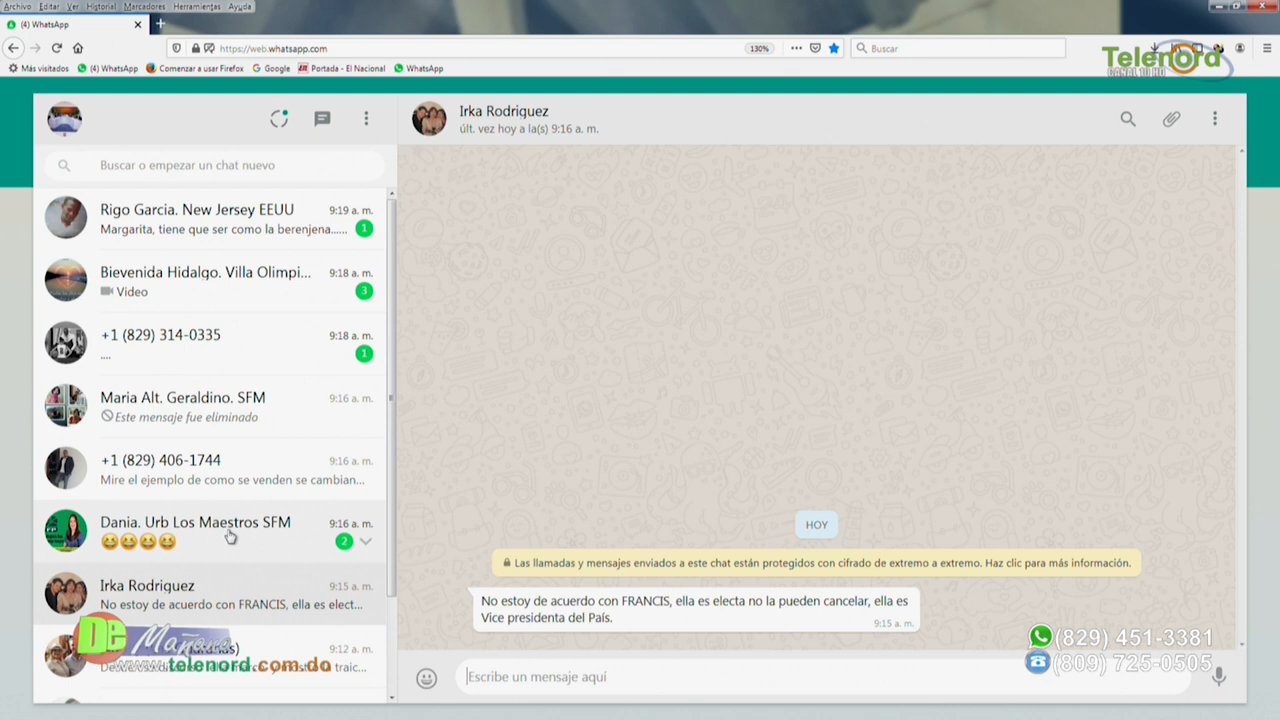 Archivo Editar Ver Historial Marcadores Herramientas Ayuda
(4) WhatsApp
https://web.whatsapp.com
130%
Buscar
Telenord
CANAL 10 HD
Más visitados (4) WhatsApp Comenzar a usar Firefox Google Portada - El Nacional WhatsApp
Irka Rodriquez
últ. vez hoy a la(s) 9:16 a. m.
Buscar o empezar un chat nuevo
Rigo Garcia. New Jersey EEUU 9:19 a. m.
Margarita, tiene que ser como la berenjena...... 1
Bievenida Hidalgo. Villa Olimpi... 9:18 a. m.
Video 3
+1 (829) 314-0335 9:18 a. m.
.... 1
Maria Alt. Geraldino. SFM 9:16 a. m.
Este mensaje fue eliminado
+1 (829) 406-1744 9:16 a. m.
Mire el ejemplo de como se venden se cambian...
Dania. Urb Los Maestros SFM 9:16 a. m.
😆😆😆😆 2
Irka Rodriquez 9:15 a. m.
No estoy de acuerdo con FRANCIS, ella es elect...
9:12 a. m.
De Mañana
www.telenord.com.do
HOY
Las llamadas y mensajes enviados a este chat están protegidos con cifrado de extremo a extremo. Haz clic para más información.
No estoy de acuerdo con FRANCIS, ella es electa no la pueden cancelar, ella es
Vice presidenta del País.
9:15 a. m.
(829) 451-3381
(809) 725-0505
Escribe un mensaje aquí